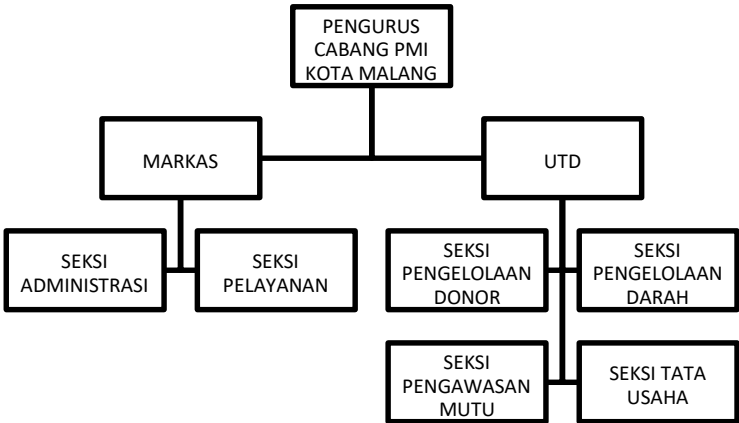 PENGURUS
CABANG PMI
KOTA MALANG
MARKAS
UTD
SEKSI
ADMINISTRASI
SEKSI
PELAYANAN
SEKSI
PENGELOLAAN
DONOR
SEKSI
PENGELOLAAN
DARAH
SEKSI
PENGAWASAN
MUTU
SEKSI TATA
USAHA